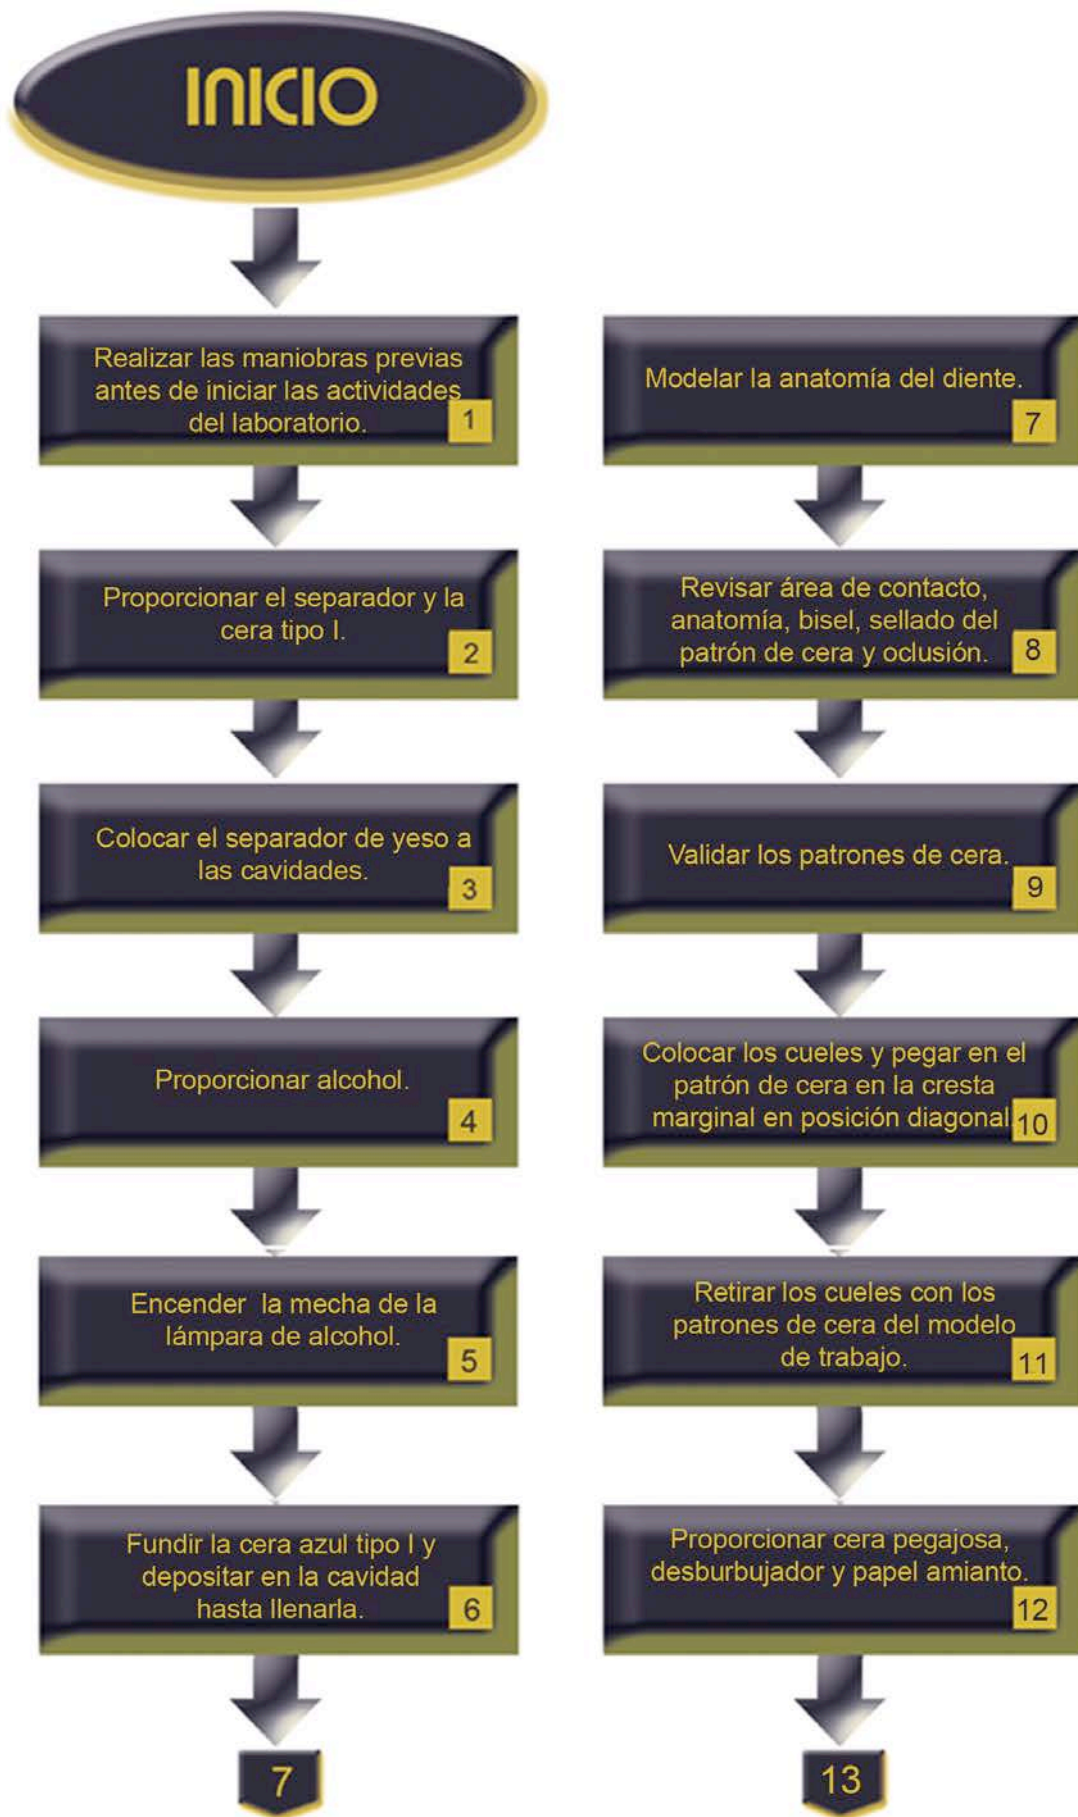 INICIO
Realizar las maniobras previas
antes de iniciar las actividades
del laboratorio.
1
Proporcionar el separador y la
cera tipo I.
2
Colocar el separador de yeso a
las cavidades.
3
Proporcionar alcohol.
4
Encender la mecha de la
lámpara de alcohol.
5
Fundir la cera azul tipo I y
depositar en la cavidad
hasta llenarla.
6
7
Modelar la anatomía del diente.
7
Revisar área de contacto,
anatomía, bisel, sellado del
patrón de cera y oclusión.
8
Validar los patrones de cera.
9
Colocar los cueles y pegar en el
patrón de cera en la cresta
marginal en posición diagonal.
10
Retirar los cueles con los
patrones de cera del modelo
de trabajo.
11
Proporcionar cera pegajosa,
desburbujador y papel amianto.
12
13